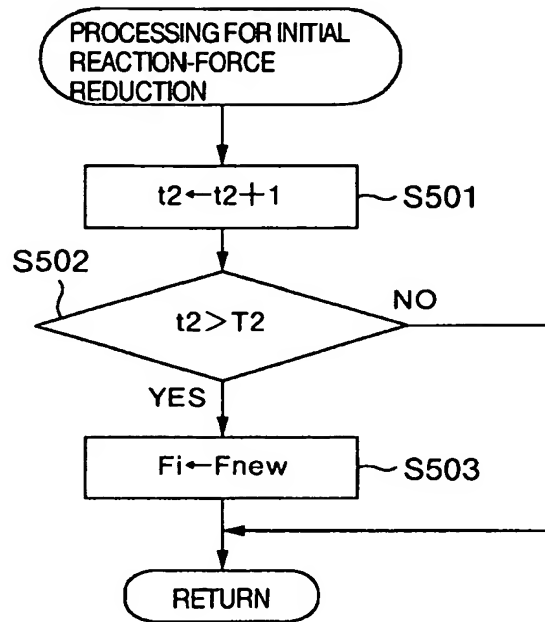 PROCESSING FOR INITIAL
REACTION-FORCE
REDUCTION
t2←t2+1
S501
S502
t2>T2
NO
YES
Fi←Fnew
S503
RETURN